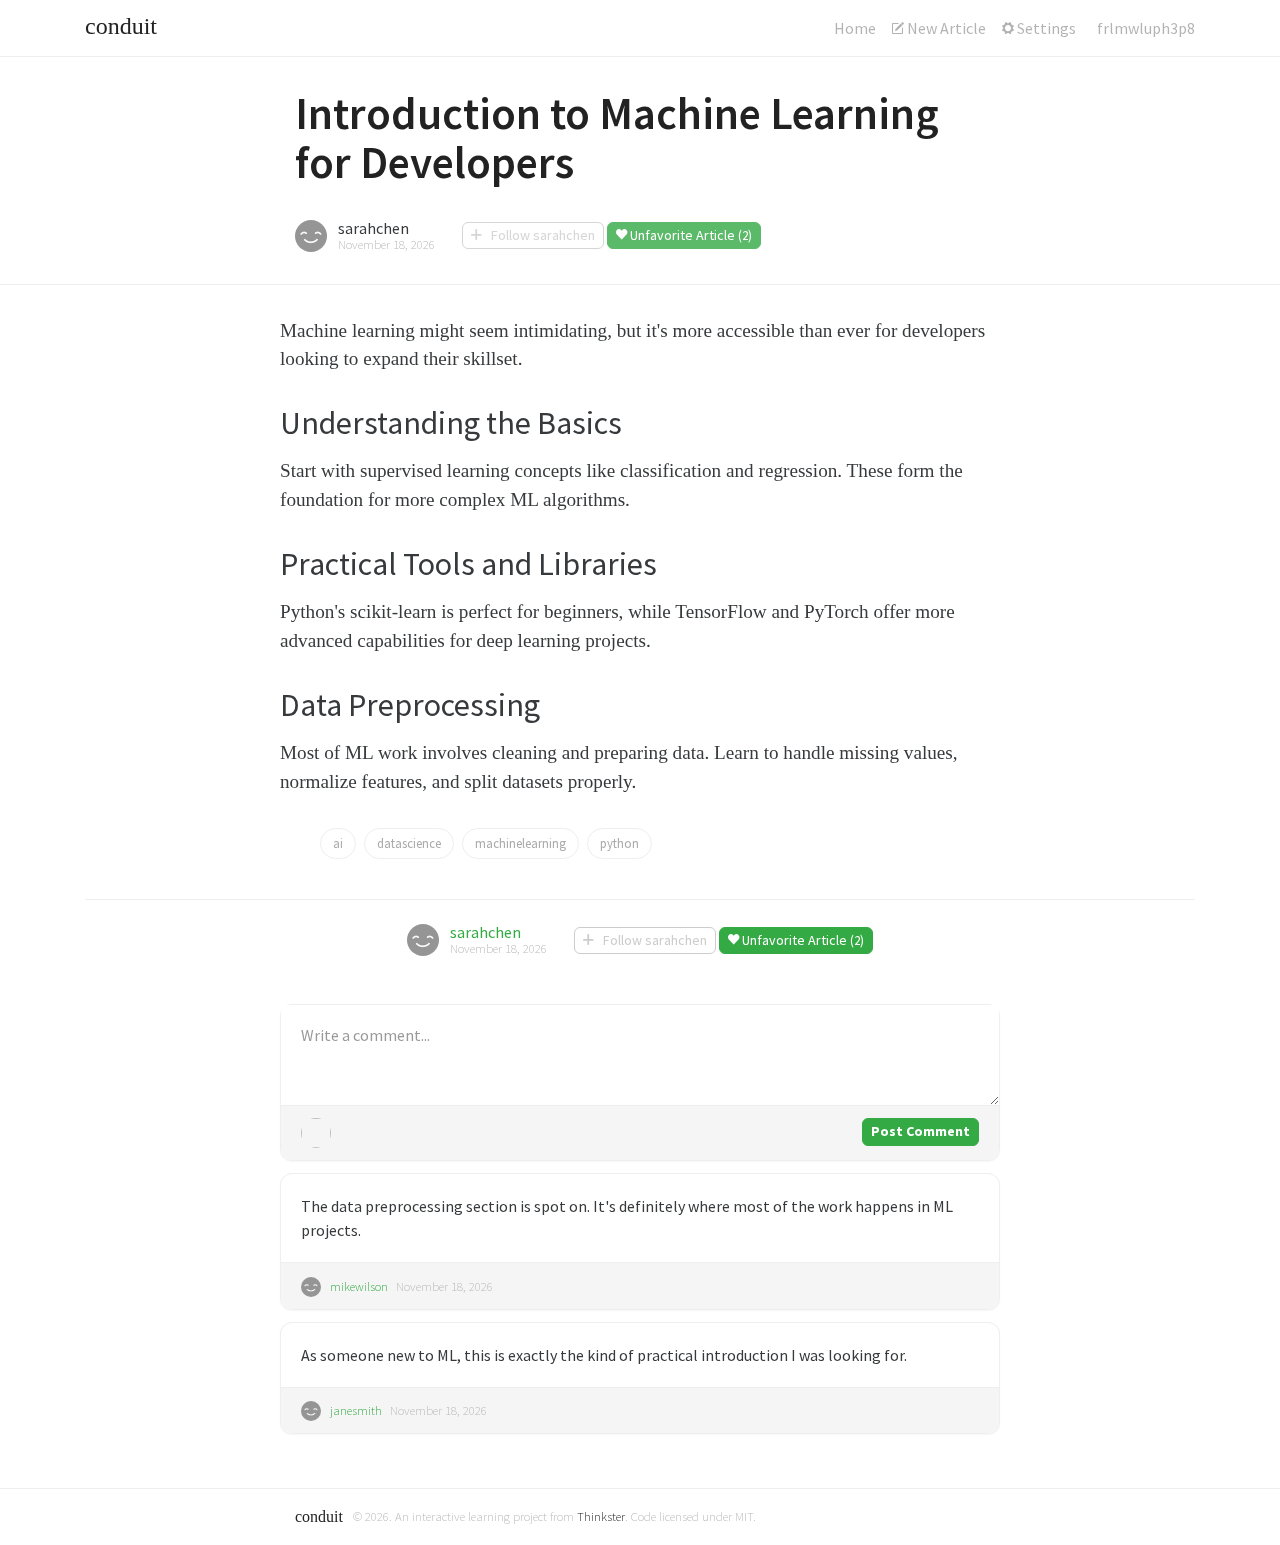 conduit
Home New Article Settings frlmwluph3p8
Introduction to Machine Learning
for Developers
sarahchen
November 18, 2026
Follow sarahchen Unfavorite Article (2)
Machine learning might seem intimidating, but it's more accessible than ever for developers
looking to expand their skillset.
Understanding the Basics
Start with supervised learning concepts like classification and regression. These form the
foundation for more complex ML algorithms.
Practical Tools and Libraries
Python's scikit-learn is perfect for beginners, while TensorFlow and PyTorch offer more
advanced capabilities for deep learning projects.
Data Preprocessing
Most of ML work involves cleaning and preparing data. Learn to handle missing values,
normalize features, and split datasets properly.
ai datascience machinelearning python
sarahchen
November 18, 2026
Follow sarahchen Unfavorite Article (2)
Write a comment...
Post Comment
The data preprocessing section is spot on. It's definitely where most of the work happens in ML
projects.
mikewilson November 18, 2026
As someone new to ML, this is exactly the kind of practical introduction I was looking for.
janesmith November 18, 2026
conduit © 2026. An interactive learning project from Thinkster. Code licensed under MIT.